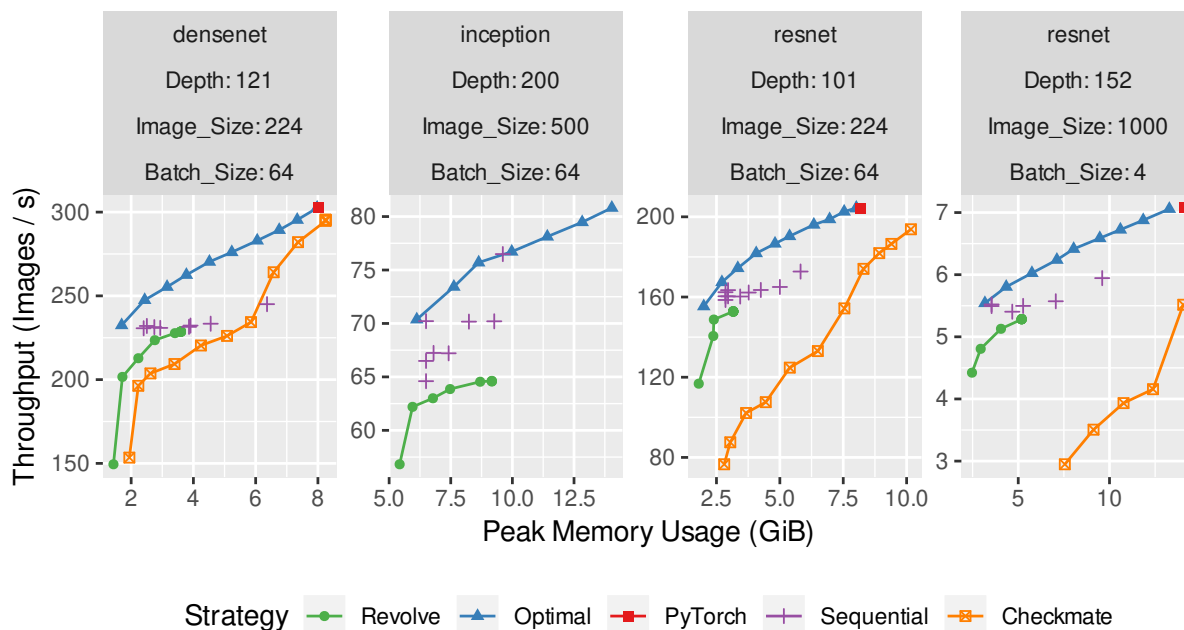 densenet
Depth: 121
Image_Size: 224
Batch_Size: 64
inception
Depth: 200
Image_Size: 500
Batch_Size: 64
resnet
Depth: 101
Image_Size: 224
Batch_Size: 64
resnet
Depth: 152
Image_Size: 1000
Batch_Size: 4
Throughput (Images / s)
300
250
200
150
2 4 6 8
80
75
70
65
60
5.0 7.5 10.0 12.5
200
160
120
80
2.5 5.0 7.5 10.0
7
6
5
4
3
5 10
Peak Memory Usage (GiB)
Strategy Revolve Optimal PyTorch Sequential Checkmate